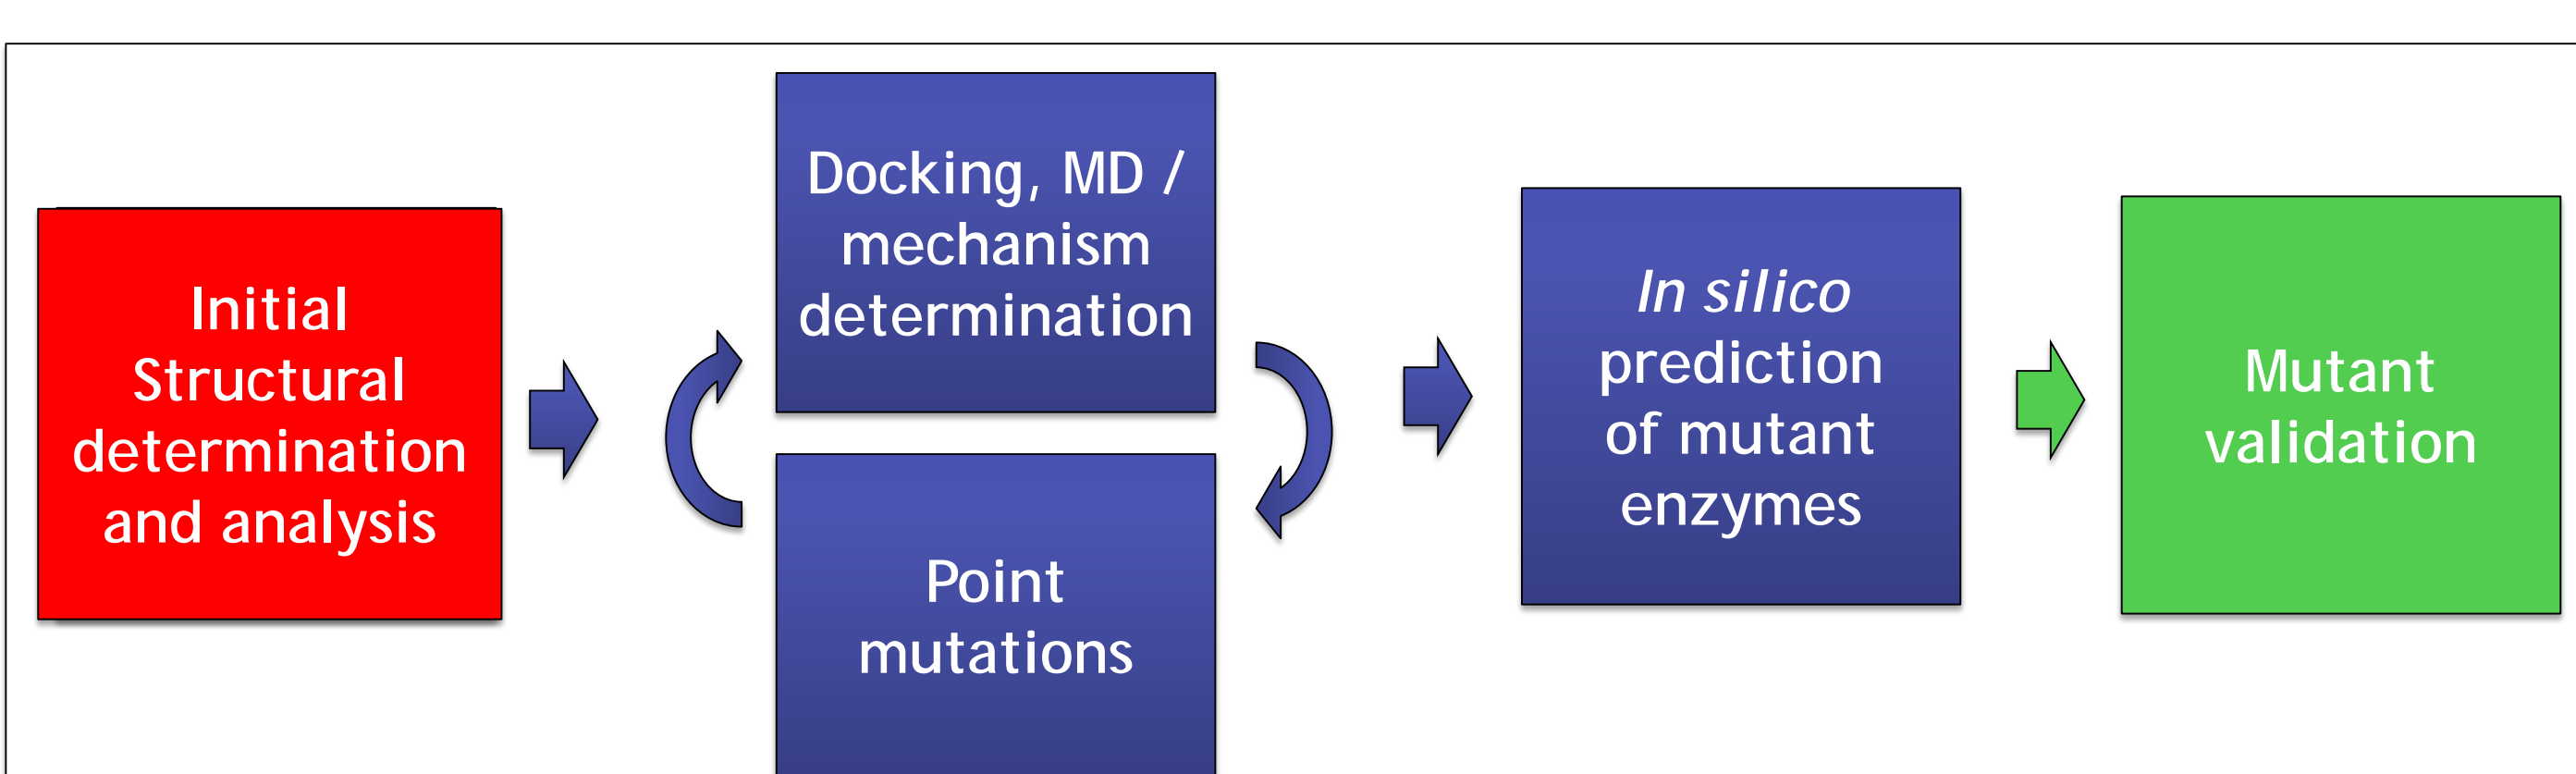 Initial
Structural
determination
and analysis
Docking, MD /
mechanism
determination
Point
mutations
In silico
prediction
of mutant
enzymes
Mutant
validation